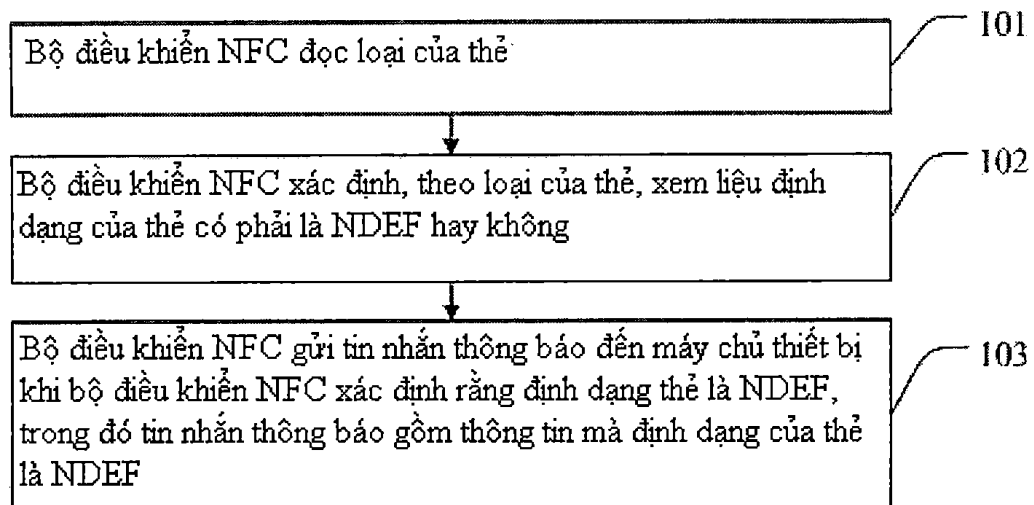 101
Bộ điều khiển NFC đọc loại của thẻ
102
Bộ điều khiển NFC xác định, theo loại của thẻ, xem liệu định
dạng của thẻ có phải là NDEF hay không
103
Bộ điều khiển NFC gửi tin nhắn thông báo đến máy chủ thiết bị
khi bộ điều khiển NFC xác định rằng định dạng thẻ là NDEF,
trong đó tin nhắn thông báo gồm thông tin mà định dạng của thẻ
là NDEF